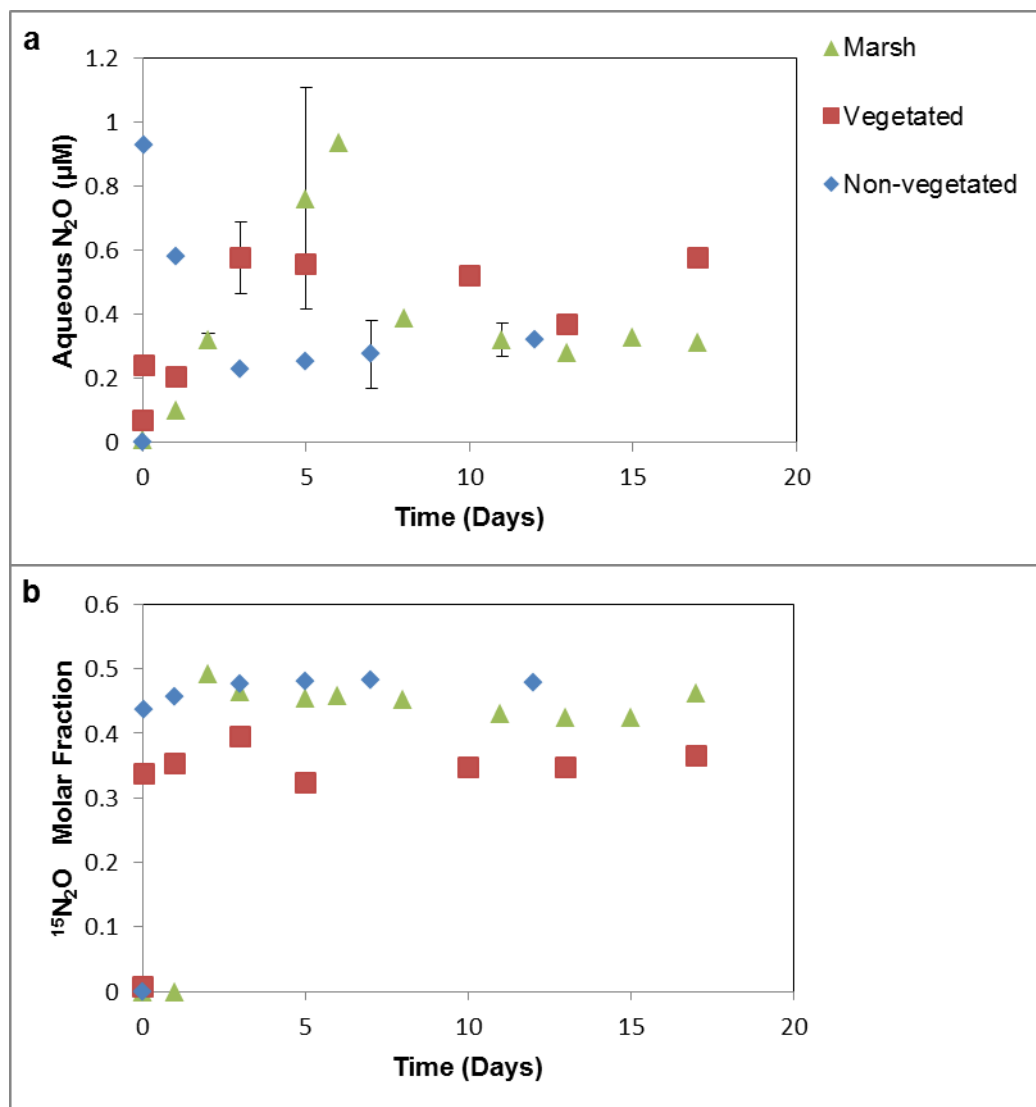 a
1.2
1
0.8
0.6
0.4
0.2
0
Aqueous N₂O (µM)
0 5 10 15 20
Time (Days)
Marsh
Vegetated
Non-vegetated
b
0.6
0.5
0.4
0.3
0.2
0.1
0
¹⁵N₂O Molar Fraction
0 5 10 15 20
Time (Days)